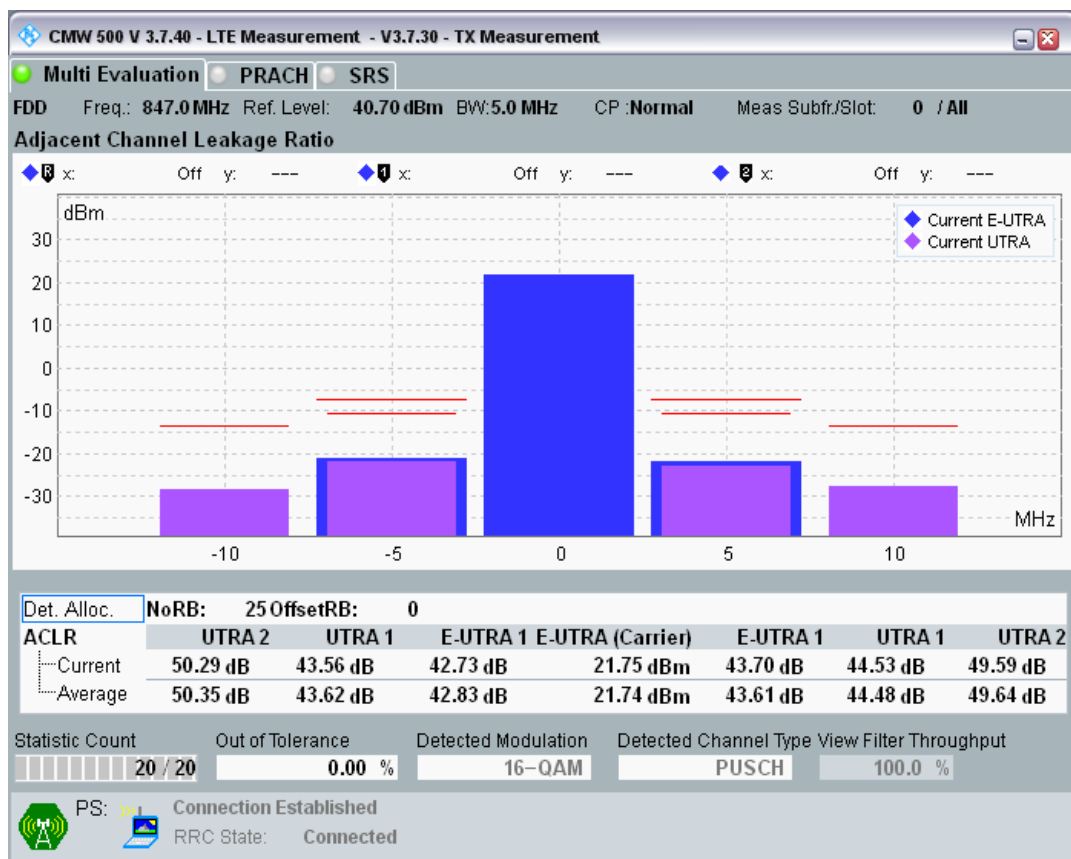 CMW 500 V 3.7.40 - LTE Measurement - V3.7.30 - TX Measurement
Multi Evaluation PRACH SRS
FDD Freq.: 847.0 MHz Ref. Level: 40.70 dBm BW:5.0 MHz CP :Normal Meas Subfr./Slot: 0 / All
Adjacent Channel Leakage Ratio
R x: Off y: --- 1 x: Off y: --- 2 x: Off y: ---
dBm
Current E-UTRA
Current UTRA
30
20
10
0
-10
-20
-30
MHz
-10 -5 0 5 10
Det. Alloc. NoRB: 25 OffsetRB: 0
ACLR UTRA 2 UTRA 1 E-UTRA 1 E-UTRA (Carrier) E-UTRA 1 UTRA 1 UTRA 2
Current 50.29 dB 43.56 dB 42.73 dB 21.75 dBm 43.70 dB 44.53 dB 49.59 dB
Average 50.35 dB 43.62 dB 42.83 dB 21.74 dBm 43.61 dB 44.48 dB 49.64 dB
Statistic Count Out of Tolerance Detected Modulation Detected Channel Type View Filter Throughput
20 / 20 0.00 % 16-QAM PUSCH 100.0 %
PS: Connection Established
RRC State: Connected